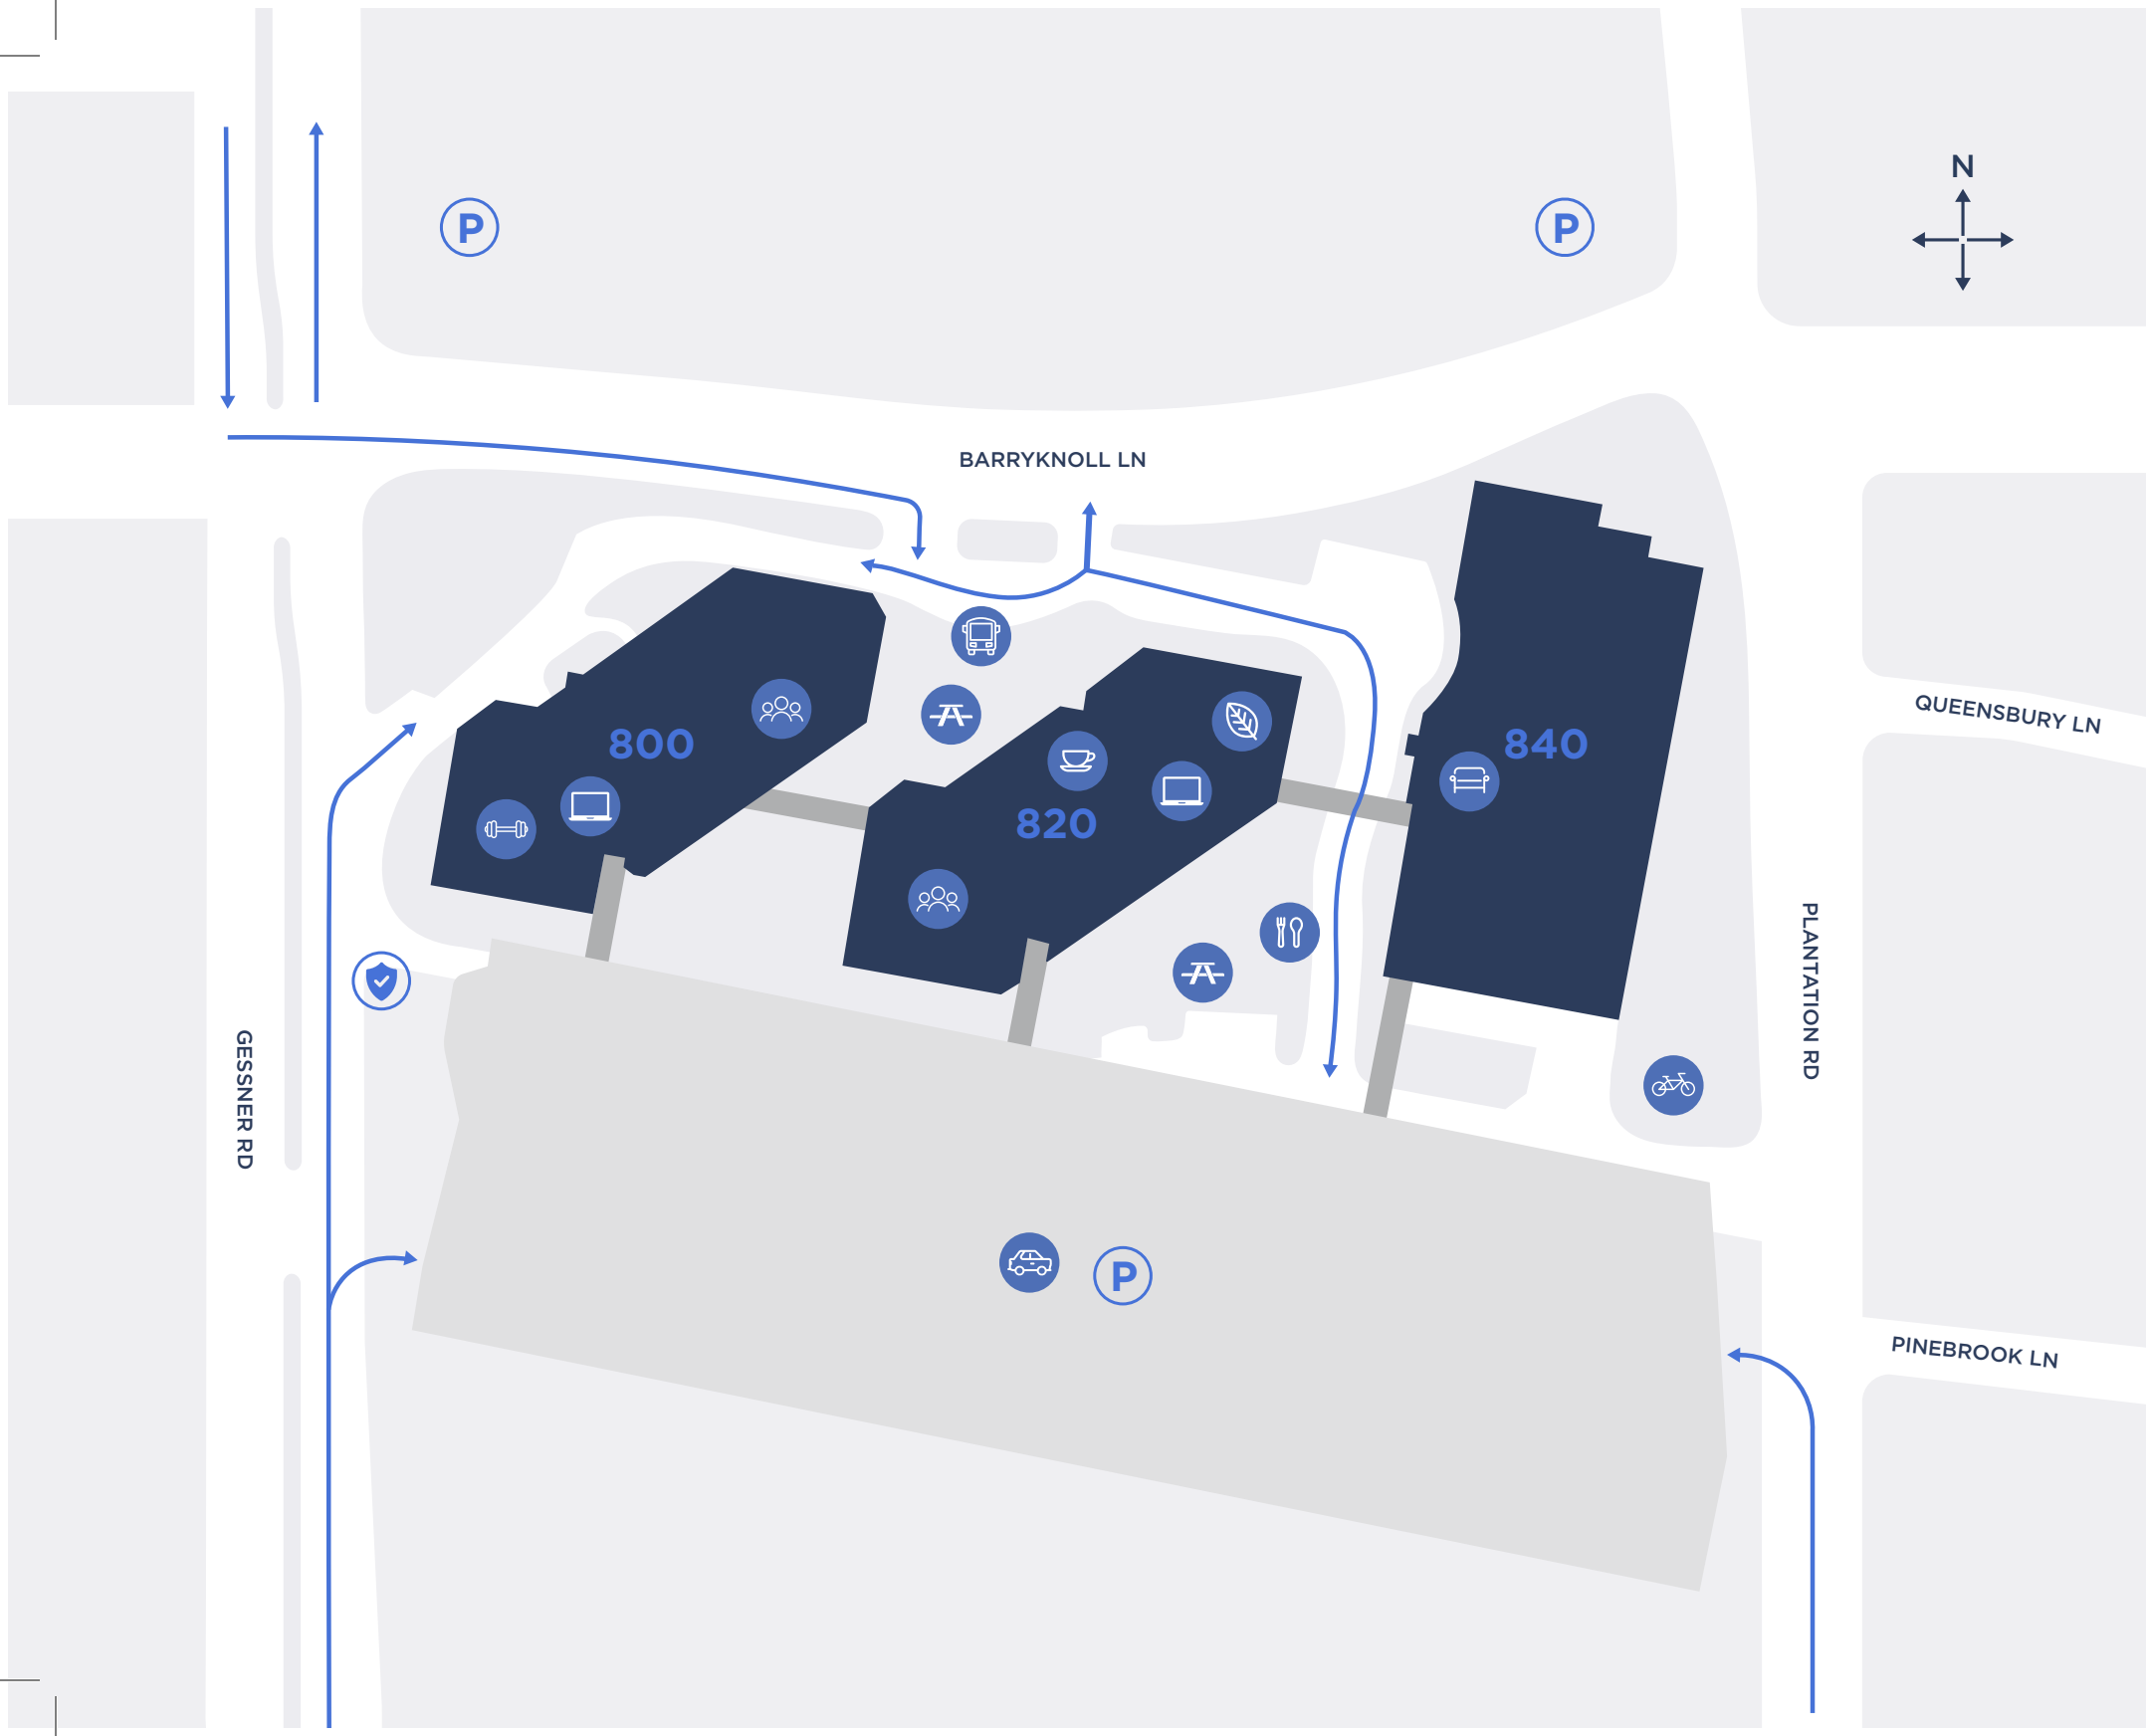 N
P
P
BARRYKNOLL LN
QUEENSBURY LN
800
840
820
PLANTATION RD
GESSNER RD
P
PINEBROOK LN